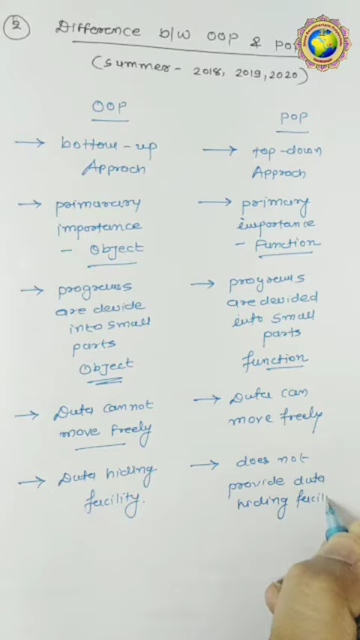 2 Difference b/w OOP & POP
(Summer - 2018, 2019, 2020)
OOP
→ bottom-up
Approch
→ primarary
importance
- Object
→ programs
are devide
into small
parts
Object
→ Data cannot
move freely
→ Data hiding
facility.
POP
→ top-down
Approch
→ primary
importance
- Function
→ programs
are devided
into small
parts
function
→ Data can
move freely
→ does not
provide data
hiding facili